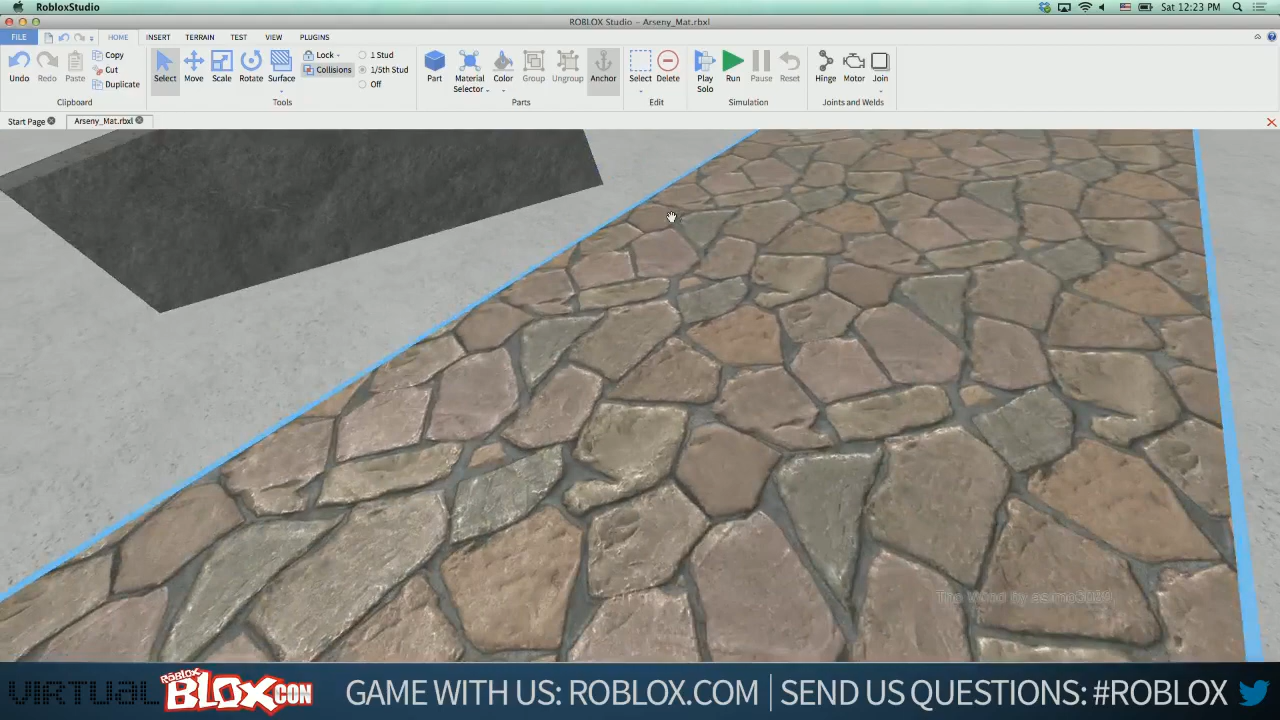 RobloxStudio
Sat 12:23 PM
ROBLOX Studio – Arseny_Mat.rbxl
FILE HOME INSERT TERRAIN TEST VIEW PLUGINS
Undo Redo Paste Copy Cut Duplicate
Clipboard
Select Move Scale Rotate Surface Lock Collisions 1 Stud 1/5th Stud Off
Tools
Part Material Selector Color Group Ungroup Anchor
Parts
Select Delete
Edit
Play Solo Run Pause Reset
Simulation
Hinge Motor Join
Joints and Welds
Start Page Arseny_Mat.rbxl
VIRTUAL ROBLOX BLOXCON GAME WITH US: ROBLOX.COM | SEND US QUESTIONS: #ROBLOX